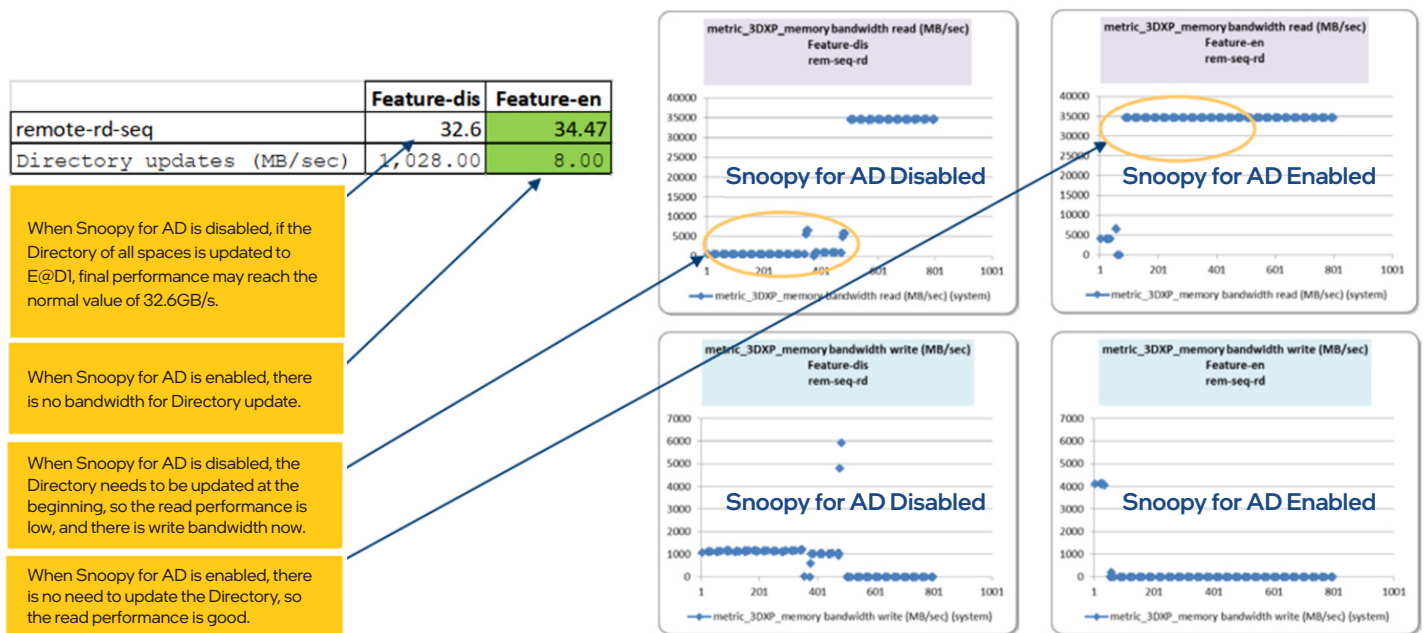 Feature-dis Feature-en
remote-rd-seq 32.6 34.47
Directory updates (MB/sec) 1,028.00 8.00
When Snoopy for AD is disabled, if the
Directory of all spaces is updated to
E@D1, final performance may reach the
normal value of 32.6GB/s.
When Snoopy for AD is enabled, there
is no bandwidth for Directory update.
When Snoopy for AD is disabled, the
Directory needs to be updated at the
beginning, so the read performance is
low, and there is write bandwidth now.
When Snoopy for AD is enabled, there
is no need to update the Directory, so
the read performance is good.
metric_3DXP_memory bandwidth read (MB/sec)
Feature-dis
rem-seq-rd
40000
35000
30000
25000
20000
15000
10000
5000
0
1 201 401 601 801 1001
Snoopy for AD Disabled
metric_3DXP_memory bandwidth read (MB/sec) (system)
metric_3DXP_memory bandwidth read (MB/sec)
Feature-en
rem-seq-rd
40000
35000
30000
25000
20000
15000
10000
5000
0
1 201 401 601 801 1001
Snoopy for AD Enabled
metric_3DXP_memory bandwidth read (MB/sec) (system)
metric_3DXP_memory bandwidth write (MB/sec)
Feature-dis
rem-seq-rd
7000
6000
5000
4000
3000
2000
1000
0
1 201 401 601 801 1001
Snoopy for AD Disabled
metric_3DXP_memory bandwidth write (MB/sec) (system)
metric_3DXP_memory bandwidth write (MB/sec)
Feature-en
rem-seq-rd
7000
6000
5000
4000
3000
2000
1000
0
1 201 401 601 801 1001
Snoopy for AD Enabled
metric_3DXP_memory bandwidth write (MB/sec) (system)